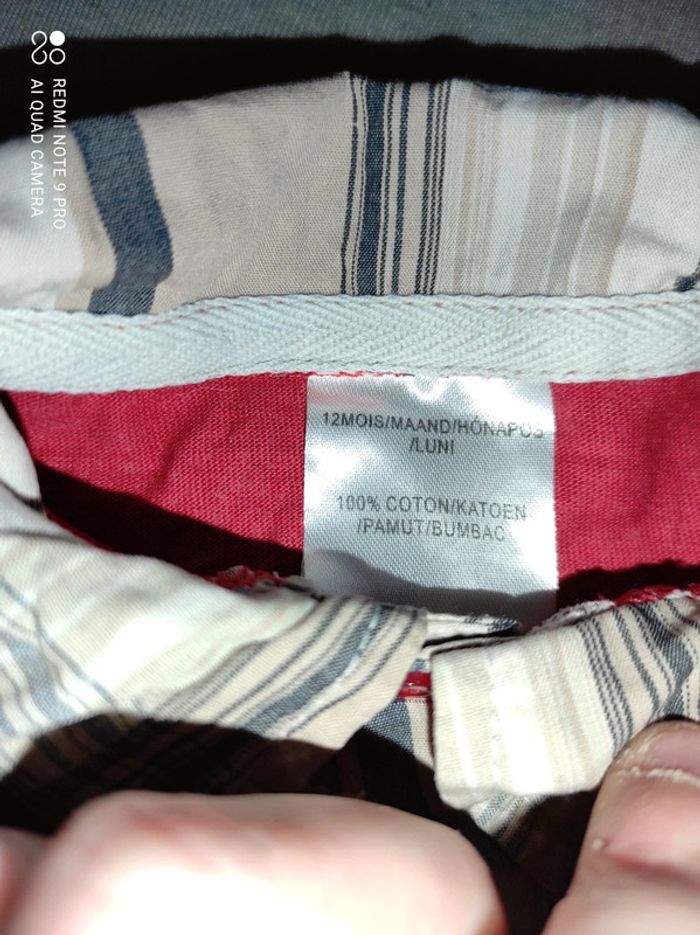 REDMI NOTE 9 PRO
AI QUAD CAMERA
12MOIS/MAAND/HÓNAPOS
/LUNI
100% COTON/KATOEN
/PAMUT/BUMBAC